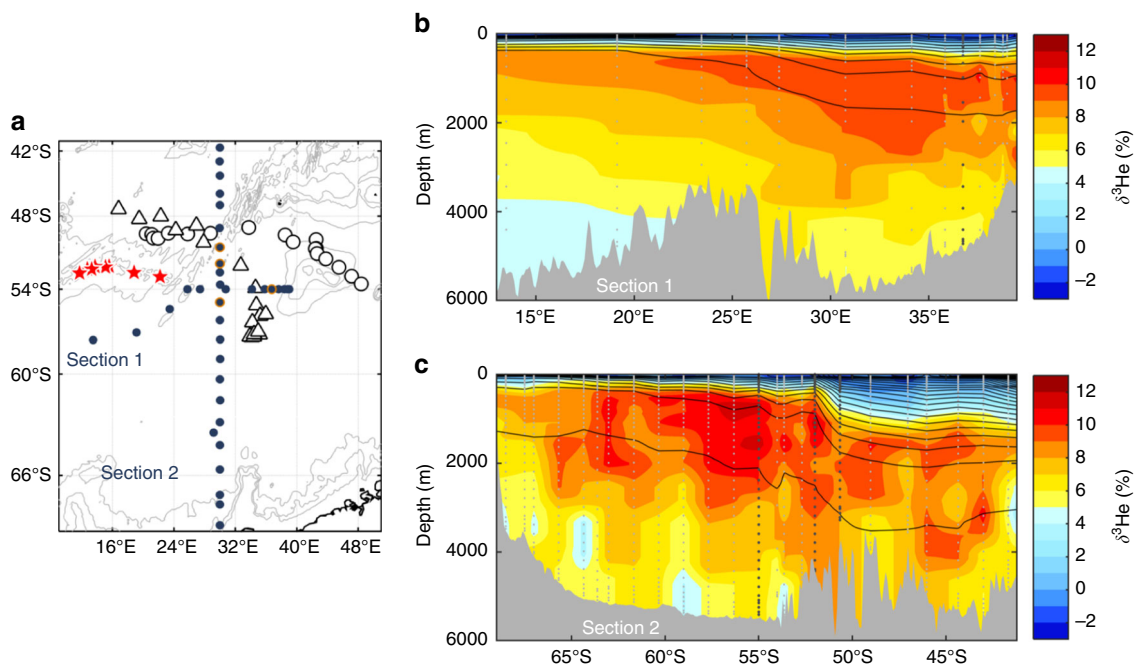 a
42°S
48°S
54°S
60°S
66°S
16°E
24°E
32°E
40°E
48°E
Section 1
Section 2
b
Depth (m)
0
2000
4000
6000
15°E
20°E
25°E
30°E
35°E
Section 1
12
10
8
6
4
2
0
−2
δ³He (%)
c
Depth (m)
0
2000
4000
6000
65°S
60°S
55°S
50°S
45°S
Section 2
12
10
8
6
4
2
0
−2
δ³He (%)